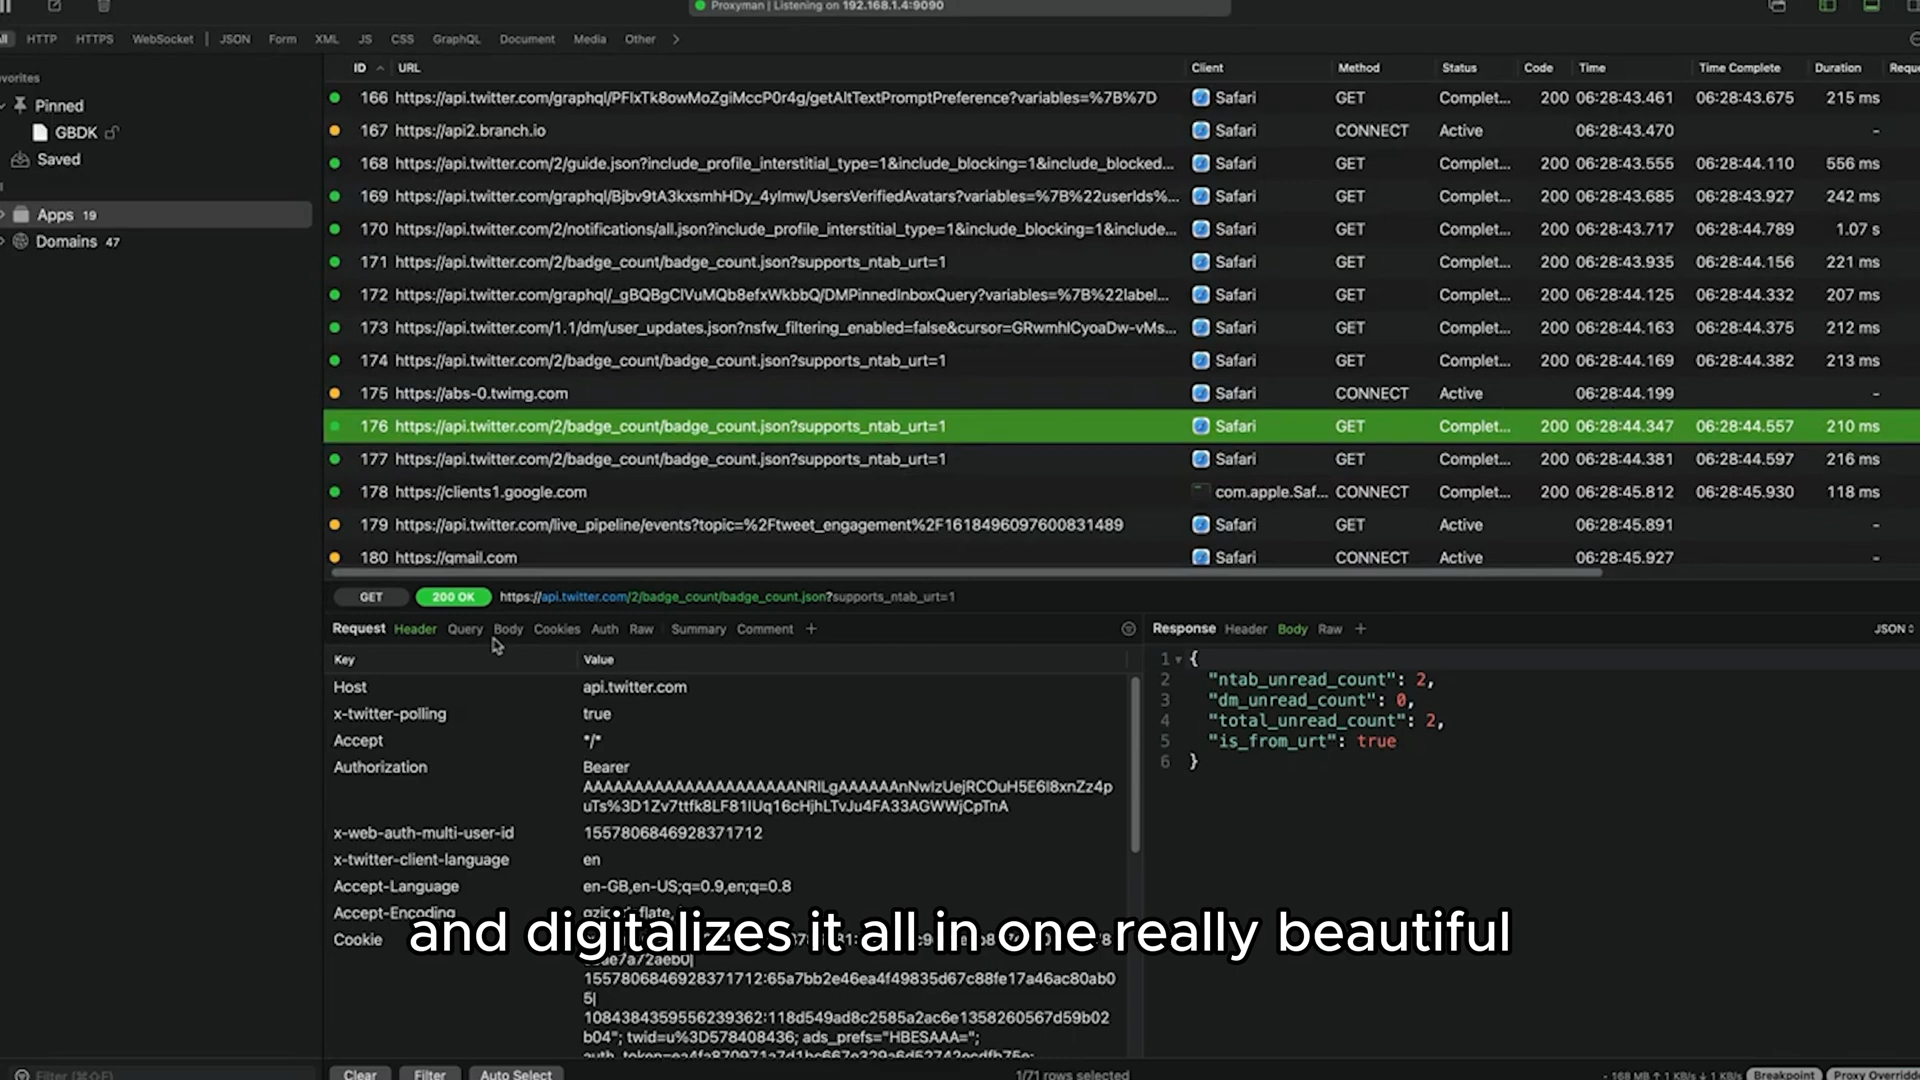 Proxyman | Listening on 192.168.1.4:9090
All HTTP HTTPS WebSocket | JSON Form XML JS CSS GraphQL Document Media Other
ID URL Client Method Status Code Time Time Complete Duration Reque
166 https://api.twitter.com/graphql/PFIxTk8owMoZgiMccP0r4g/getAltTextPromptPreference?variables=%7B%7D Safari GET Complet... 200 06:28:43.461 06:28:43.675 215 ms
167 https://api2.branch.io Safari CONNECT Active 06:28:43.470 -
168 https://api.twitter.com/2/guide.json?include_profile_interstitial_type=1&include_blocking=1&include_blocked... Safari GET Complet... 200 06:28:43.555 06:28:44.110 556 ms
169 https://api.twitter.com/graphql/Bjbv9tA3kxsmhHDy_4yImw/UsersVerifiedAvatars?variables=%7B%22userIds%... Safari GET Complet... 200 06:28:43.685 06:28:43.927 242 ms
170 https://api.twitter.com/2/notifications/all.json?include_profile_interstitial_type=1&include_blocking=1&include... Safari GET Complet... 200 06:28:43.717 06:28:44.789 1.07 s
171 https://api.twitter.com/2/badge_count/badge_count.json?supports_ntab_urt=1 Safari GET Complet... 200 06:28:43.935 06:28:44.156 221 ms
172 https://api.twitter.com/graphql/_gBQBgClVuMQb8efxWkbbQ/DMPinnedInboxQuery?variables=%7B%22label... Safari GET Complet... 200 06:28:44.125 06:28:44.332 207 ms
173 https://api.twitter.com/1.1/dm/user_updates.json?nsfw_filtering_enabled=false&cursor=GRwmhICyoaDw-vMs... Safari GET Complet... 200 06:28:44.163 06:28:44.375 212 ms
174 https://api.twitter.com/2/badge_count/badge_count.json?supports_ntab_urt=1 Safari GET Complet... 200 06:28:44.169 06:28:44.382 213 ms
175 https://abs-0.twimg.com Safari CONNECT Active 06:28:44.199 -
176 https://api.twitter.com/2/badge_count/badge_count.json?supports_ntab_urt=1 Safari GET Complet... 200 06:28:44.347 06:28:44.557 210 ms
177 https://api.twitter.com/2/badge_count/badge_count.json?supports_ntab_urt=1 Safari GET Complet... 200 06:28:44.381 06:28:44.597 216 ms
178 https://clients1.google.com com.apple.Saf... CONNECT Complet... 200 06:28:45.812 06:28:45.930 118 ms
179 https://api.twitter.com/live_pipeline/events?topic=%2Ftweet_engagement%2F1618496097600831489 Safari GET Active 06:28:45.891 -
180 https://gmail.com Safari CONNECT Active 06:28:45.927 -
vorites
Pinned
GBDK
Saved
Apps 19
Domains 47
GET 200 OK https://api.twitter.com/2/badge_count/badge_count.json?supports_ntab_urt=1
Request Header Query Body Cookies Auth Raw Summary Comment +
Key Value
Host api.twitter.com
x-twitter-polling true
Accept */*
Authorization Bearer
x-web-auth-multi-user-id 1557806846928371712
x-twitter-client-language en
Accept-Language en-GB,en-US;q=0.9,en;q=0.8
Accept-Encoding
Cookie
Response Header Body Raw + JSON
1 {
2 "ntab_unread_count": 2,
3 "dm_unread_count": 0,
4 "total_unread_count": 2,
5 "is_from_urt": true
6 }
and digitalizes it all in one really beautiful
Filter
Clear Filter Auto Select 1/71 rows selected Breakpoint Proxy Overridde